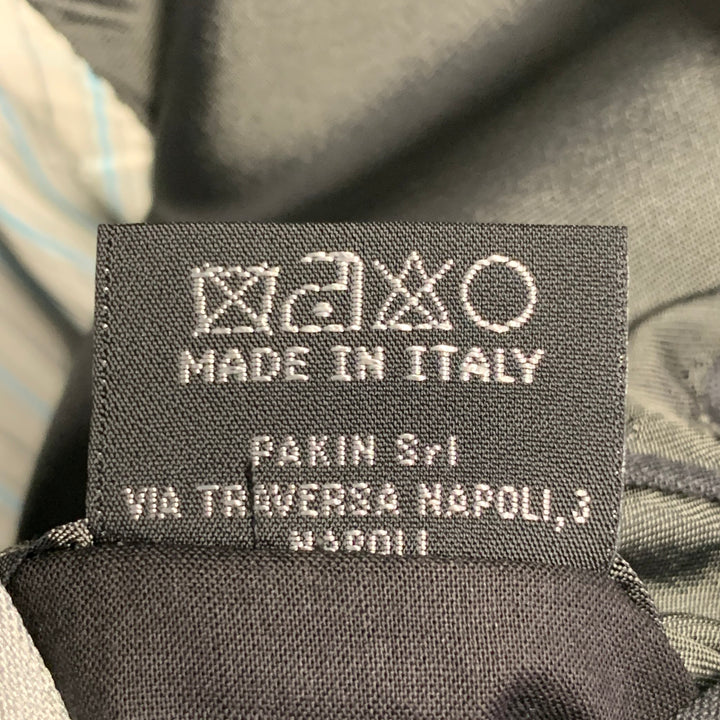 MADE IN ITALY
PAKIN Srl
VIA TRAVERSA NAPOLI,3
NAPOLI